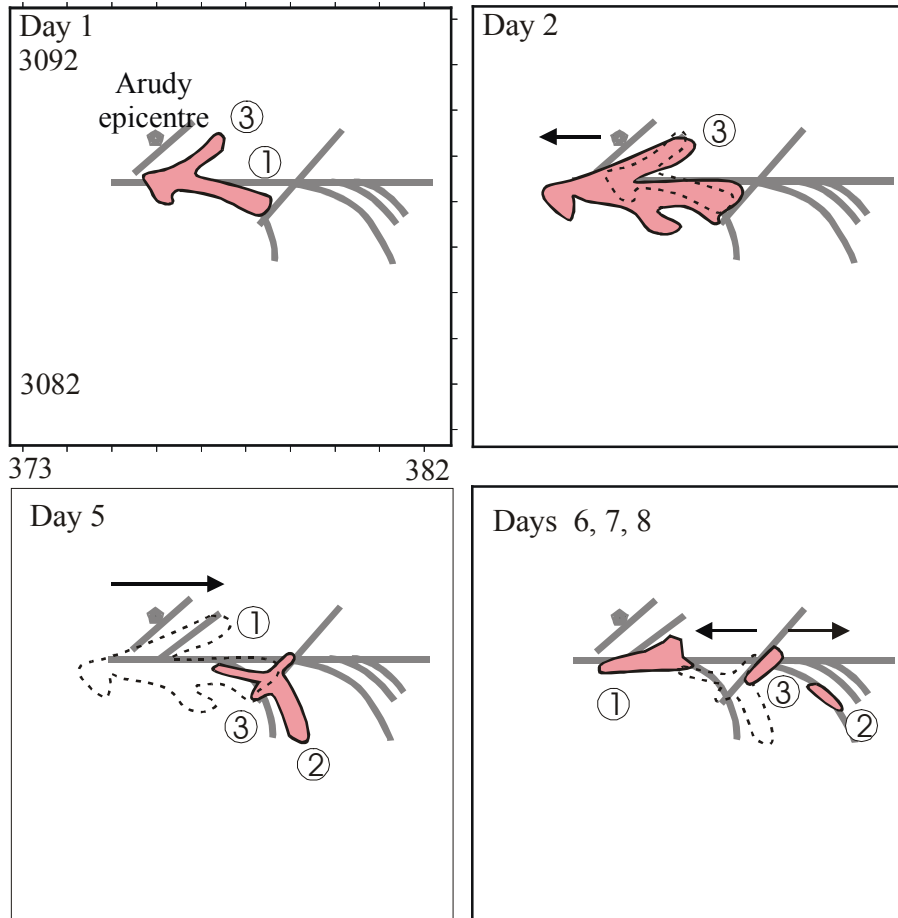 Day 1
3092
Arudy
epicentre
③
①
3082
373
382
Day 2
③
Day 5
①
③
②
Days 6, 7, 8
①
③
②